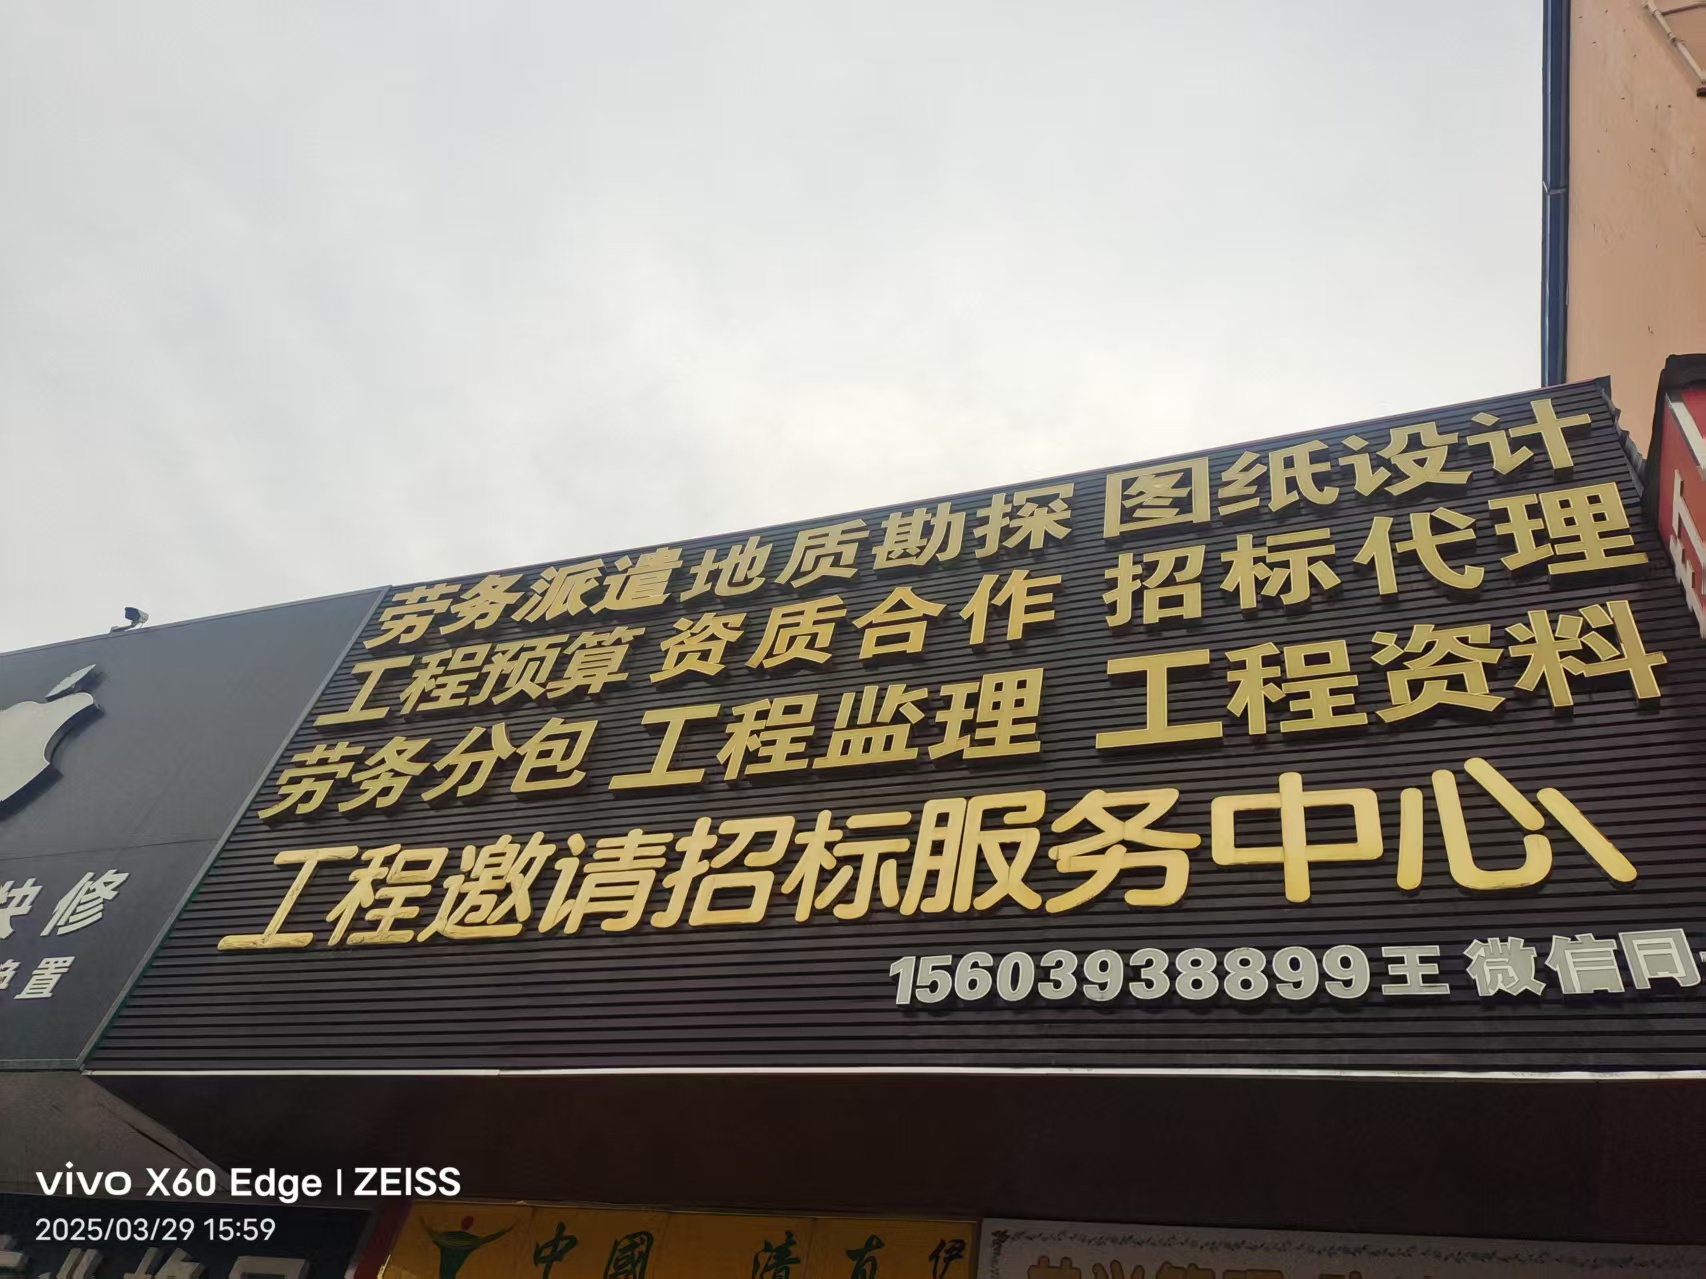 劳务派遣 地质勘探 图纸设计
工程预算 资质合作 招标代理
劳务分包 工程监理 工程资料
工程邀请招标服务中心
15603938899王 微信同
快修
换置
vivo X60 Edge | ZEISS
2025/03/29 15:59
中國 清真 伊